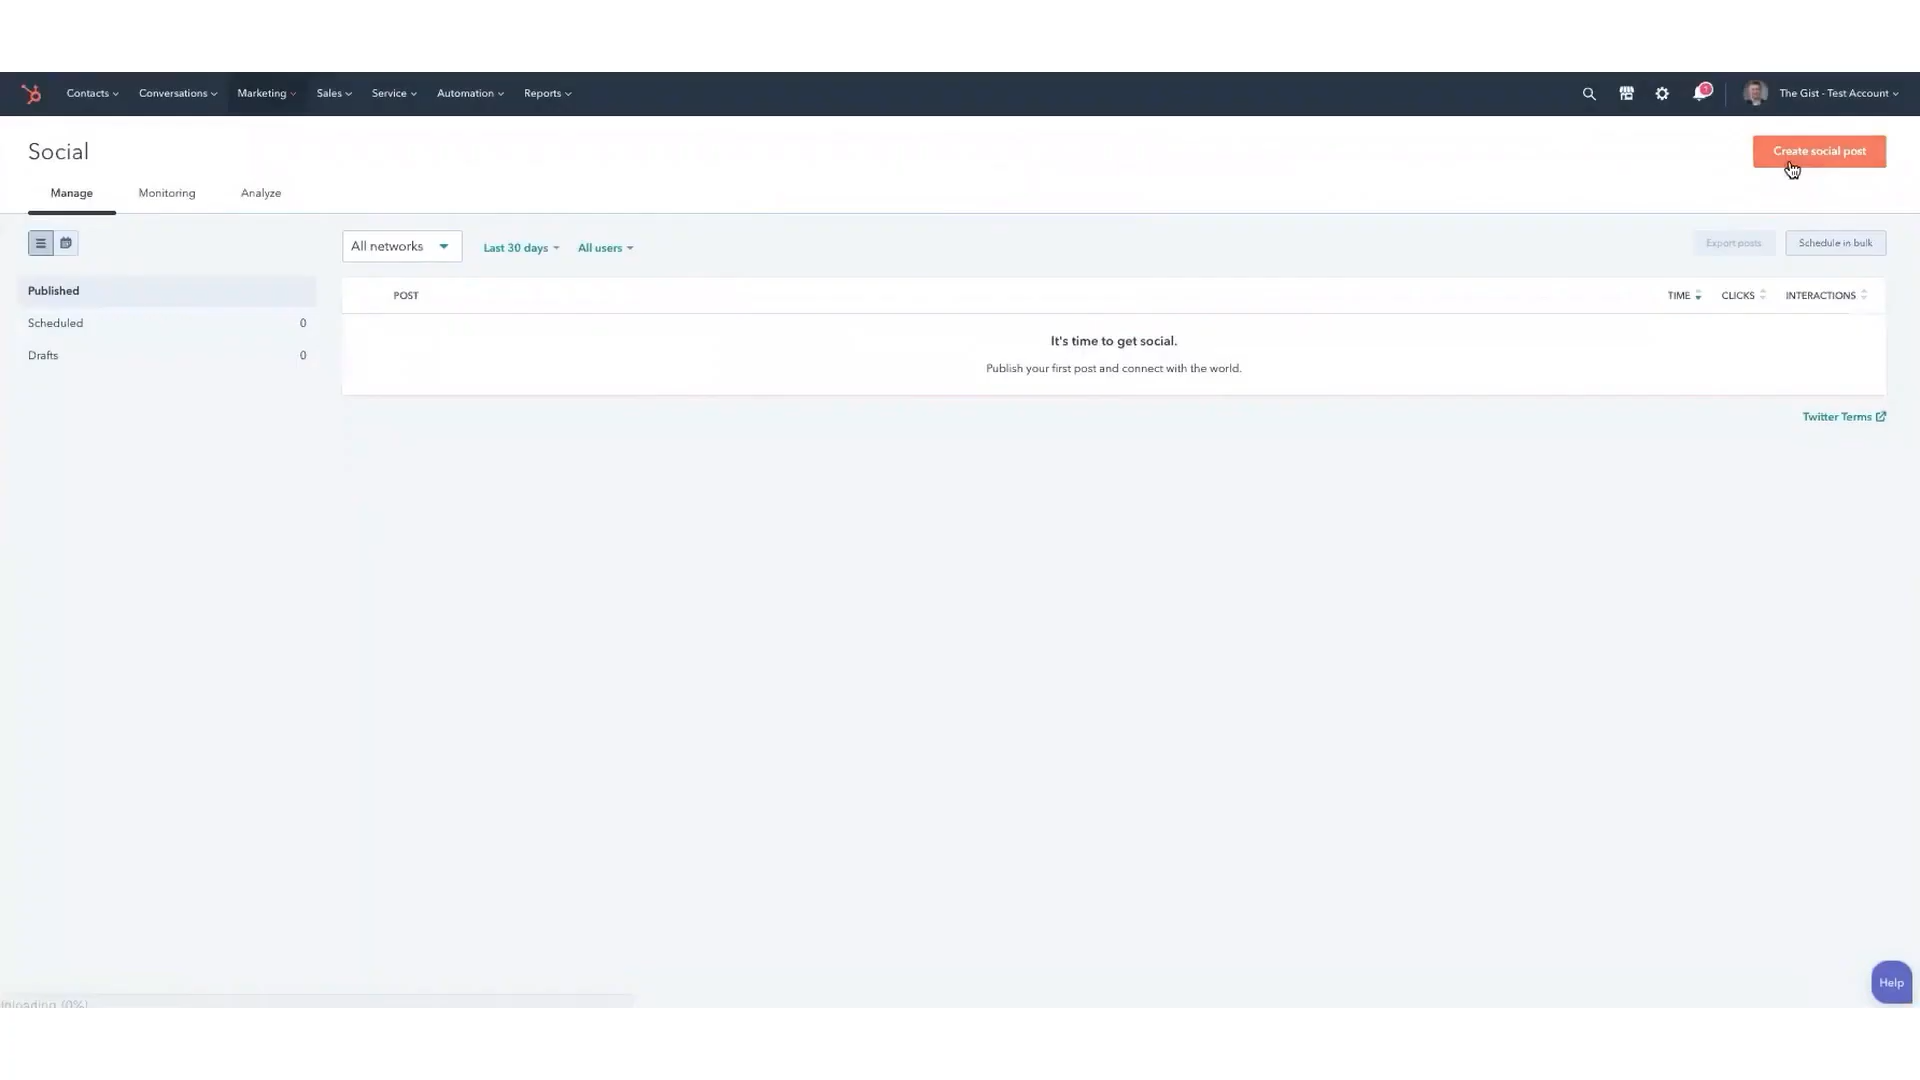 Contacts Conversations Marketing Sales Service Automation Reports 1 The Gist - Test Account
Social
Create social post
Manage Monitoring Analyze
All networks Last 30 days All users Export posts Schedule in bulk
Published
POST TIME CLICKS INTERACTIONS
Scheduled 0
It's time to get social.
Drafts 0
Publish your first post and connect with the world.
Twitter Terms
Help
(0%)